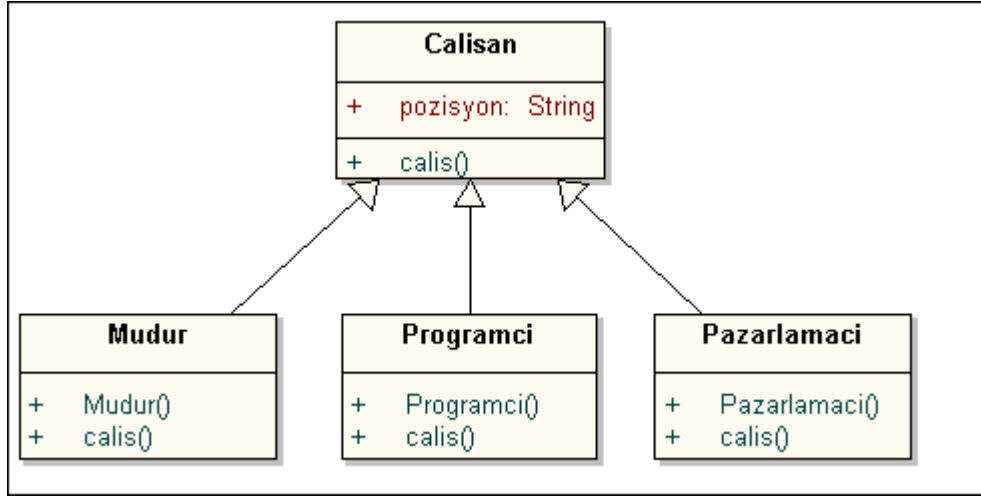 Calisan
+ pozisyon: String
+ calis()
Mudur
+ Mudur()
+ calis()
Programci
+ Programci()
+ calis()
Pazarlamaci
+ Pazarlamaci()
+ calis()